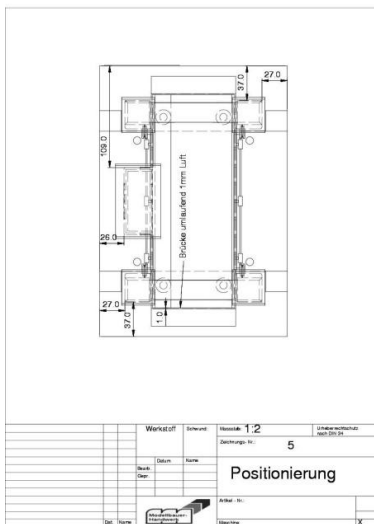 37.0
27.0
109.0
Brücke umlaufend 1mm Luft
26.0
27.0
37.0
1.0
Werkstoff
Massstab 1:2
Urheberrechtsschutz
nach DIN 34
Zeichnungs- Nr.: 5
Datum Name
Bearb.
Gepr.
Positionierung
Artikel - Nr.:
Modellbauer-
Handwerk
Dat Name
Maschine X